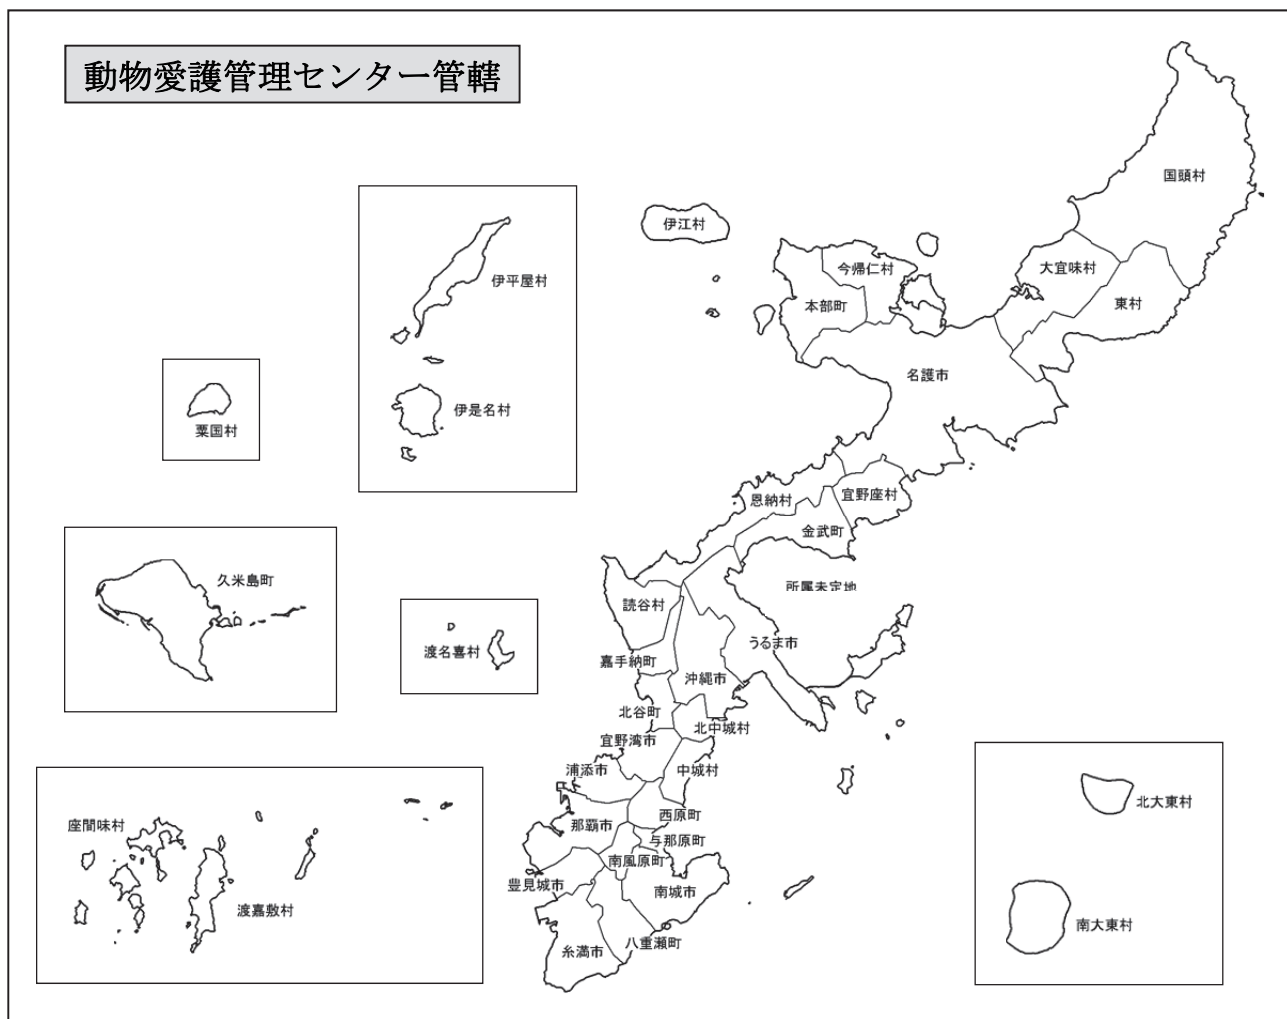 動物愛護管理センター管轄
国頭村
伊江村
今帰仁村
大宜味村
伊平屋村
本部町
東村
名護市
伊是名村
粟国村
恩納村
宜野座村
金武町
久米島町
所属未定地
読谷村
うるま市
渡名喜村
嘉手納町
沖縄市
北谷町
北中城村
宜野湾市
浦添市
中城村
北大東村
西原町
座間味村
那覇市
与那原町
南風原町
豊見城市
南城市
渡嘉敷村
南大東村
八重瀬町
糸満市